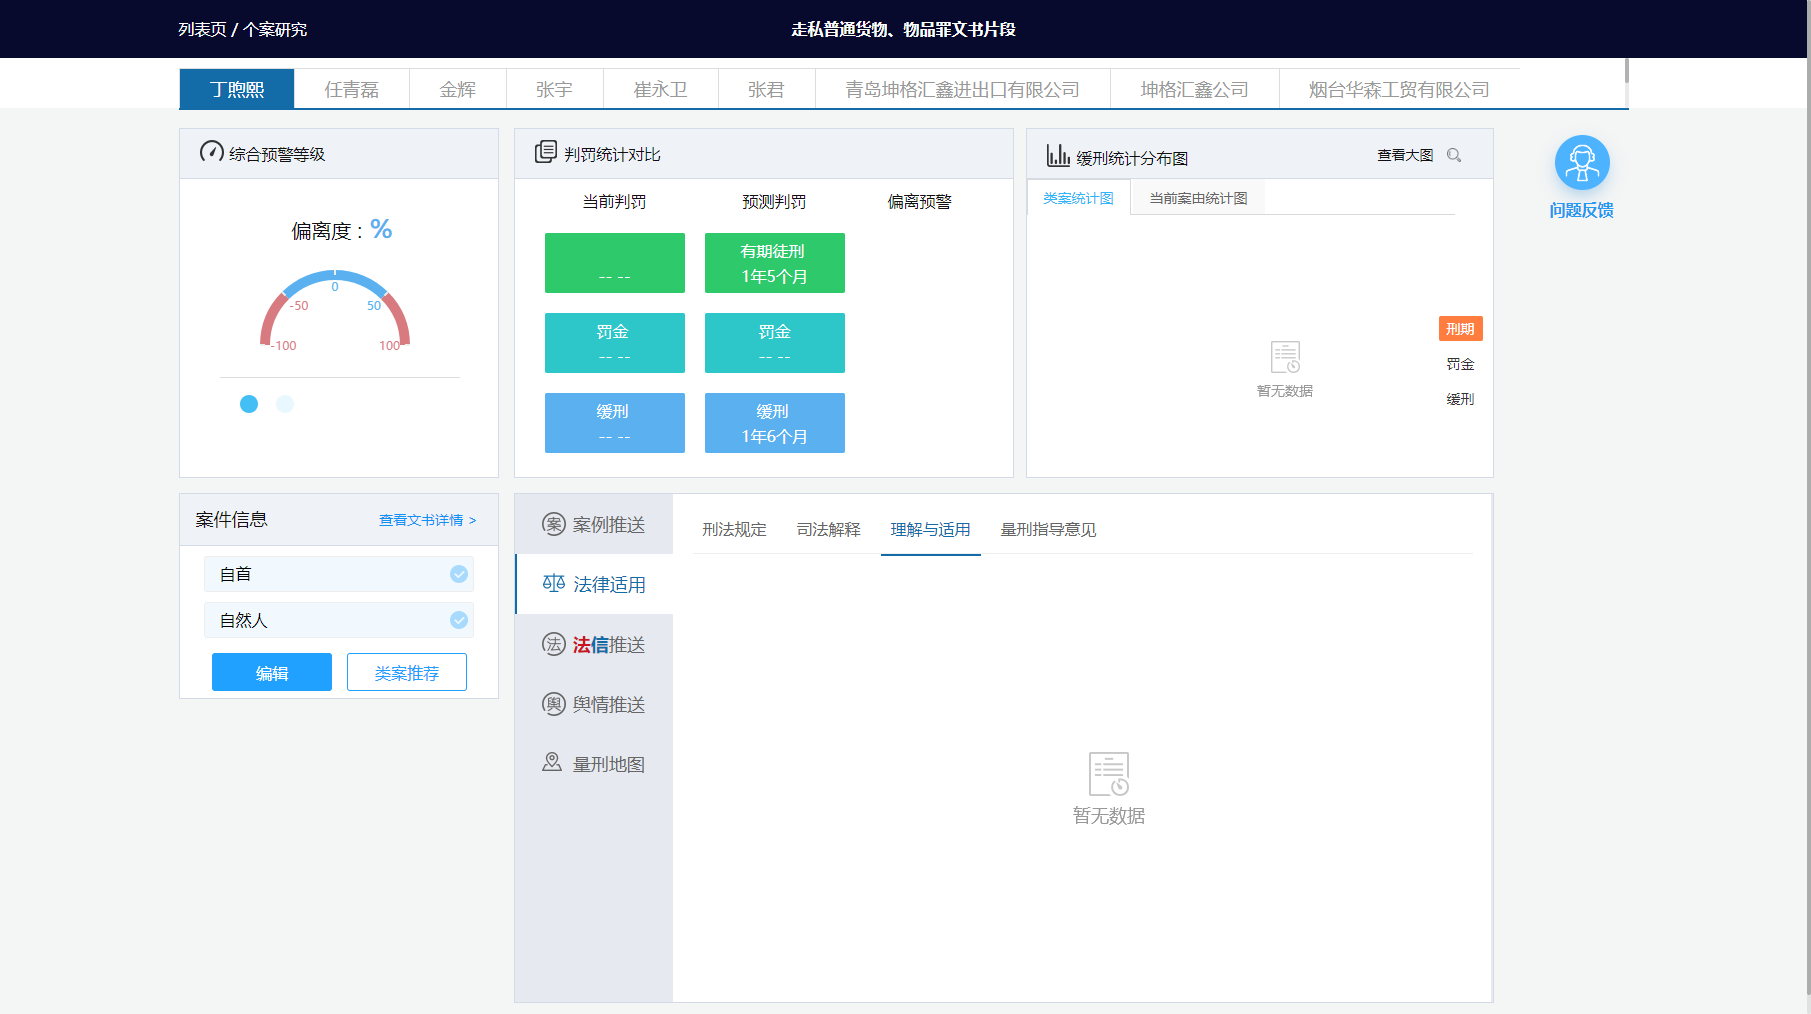 列表页 / 个案研究
走私普通货物、物品罪文书片段
丁煦熙 任青磊 金辉 张宇 崔永卫 张君 青岛坤格汇鑫进出口有限公司 坤格汇鑫公司 烟台华森工贸有限公司
综合预警等级
偏离度：%
0
-50 50
-100 100
判罚统计对比
当前判罚 预测判罚 偏离预警
-- --
有期徒刑
1年5个月
罚金
-- --
罚金
-- --
缓刑
-- --
缓刑
1年6个月
缓刑统计分布图 查看大图
类案统计图 当前案由统计图
暂无数据
刑期
罚金
缓刑
问题反馈
案件信息 查看文书详情 >
自首
自然人
编辑 类案推荐
案 案例推送
法律适用
法 法信推送
舆 舆情推送
量刑地图
刑法规定 司法解释 理解与适用 量刑指导意见
暂无数据